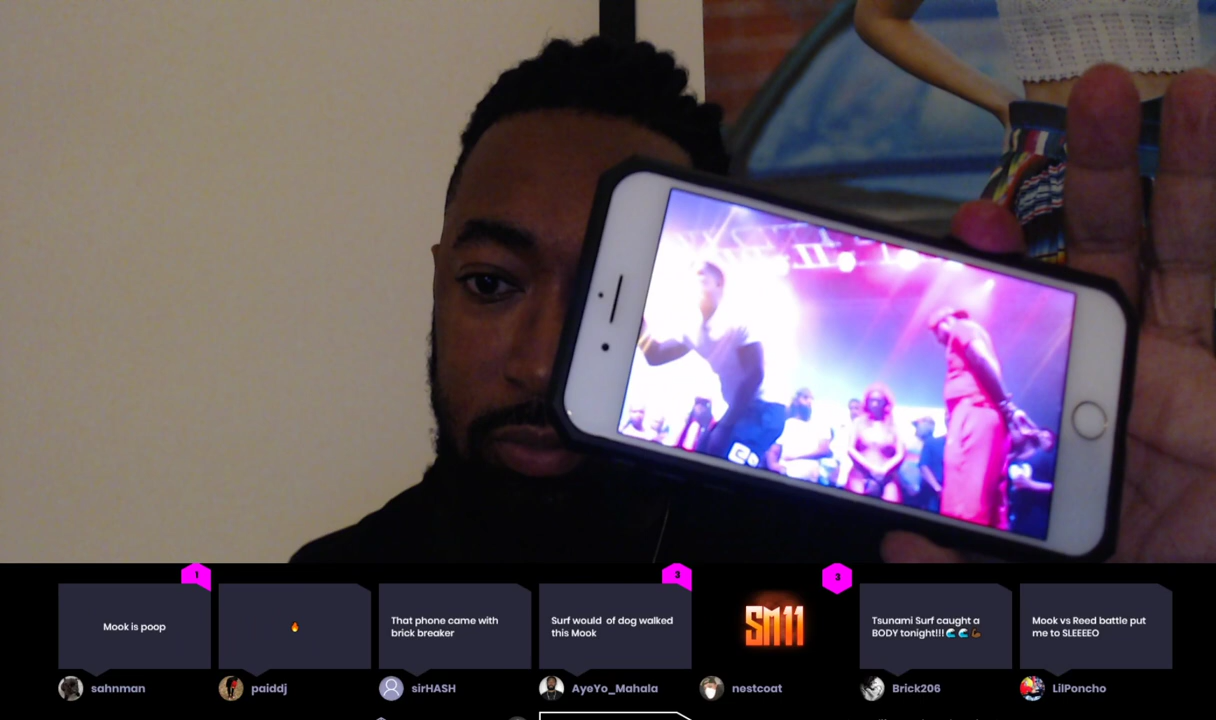 1
3
3
Mook is poop
🔥
That phone came with
brick breaker
Surf would  of dog walked
this Mook
SM11
Tsunami Surf caught a
BODY tonight!!!🌊🌊💪🏾
Mook vs Reed battle put
me to SLEEEEO
sahnman
paiddj
sirHASH
AyeYo_Mahala
nestcoat
Brick206
LilPoncho